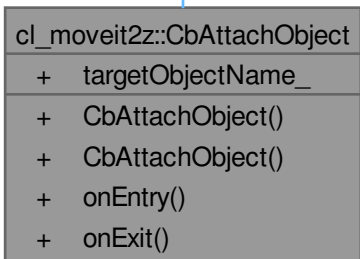 cl_moveit2z::CbAttachObject
+ targetObjectName_
+ CbAttachObject()
+ CbAttachObject()
+ onEntry()
+ onExit()